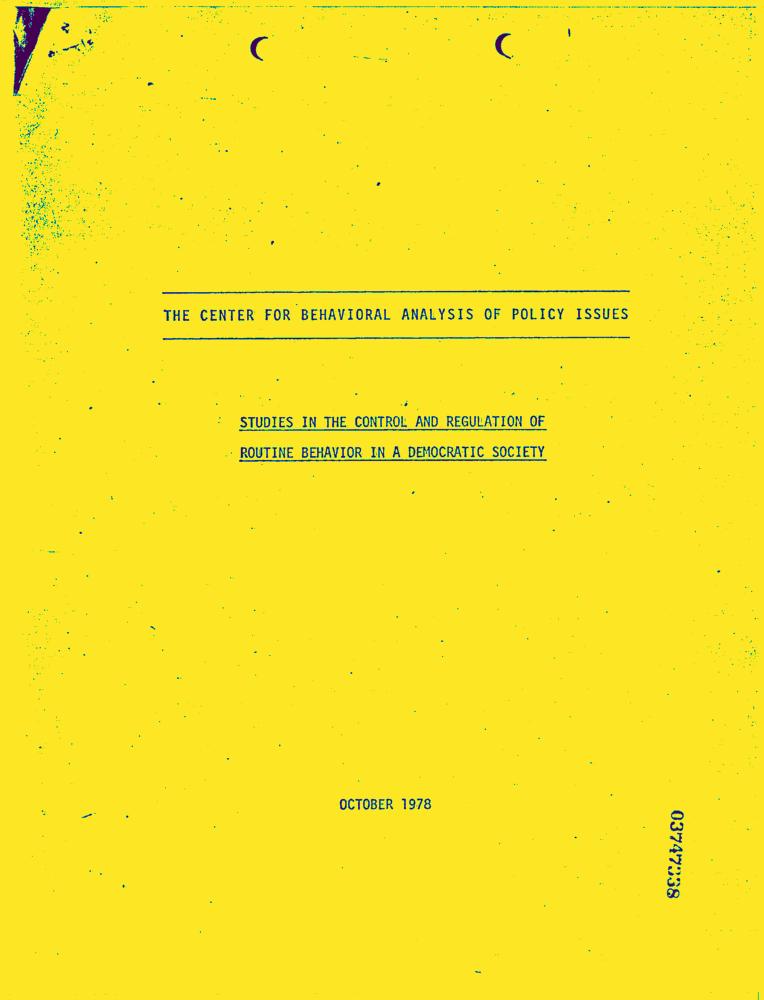 THE CENTER FOR BEHAVIORAL ANALYSIS OF POLICY ISSUES
STUDIES IN THE CONTROL AND REGULATION OF
ROUTINE BEHAVIOR IN A DEMOCRATIC SOCIETY
OCTOBER 1978